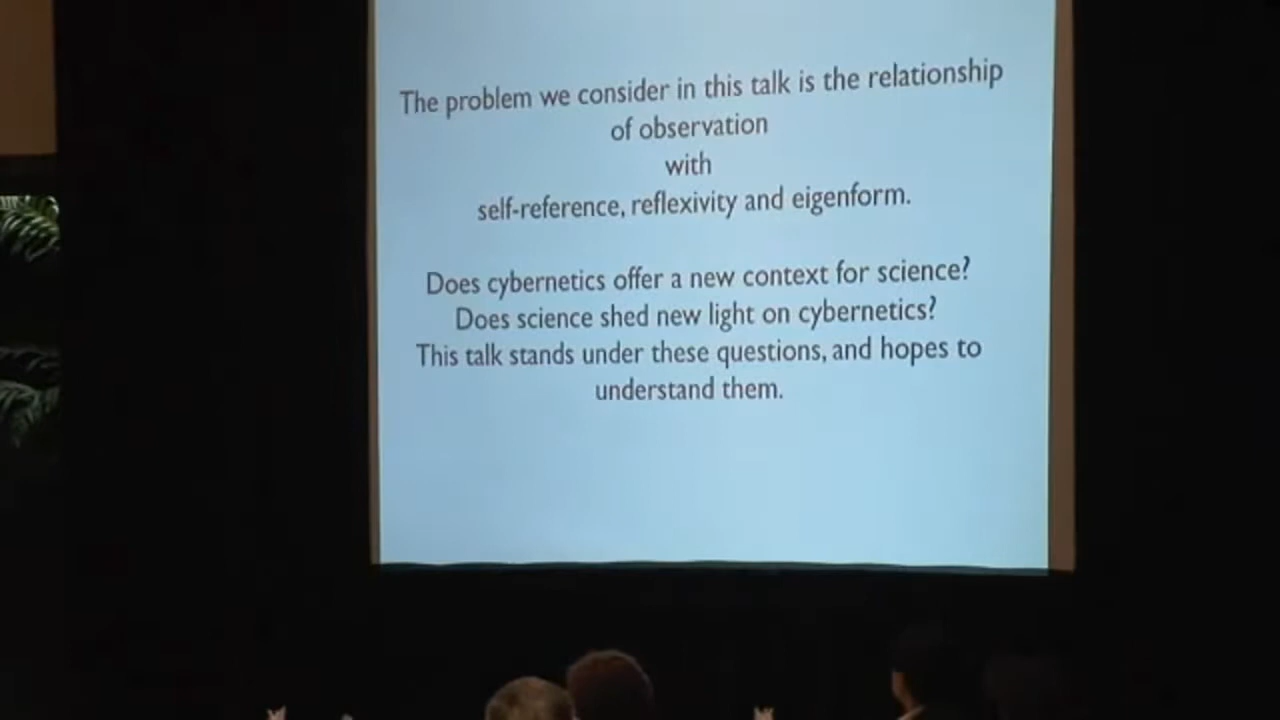 The problem we consider in this talk is the relationship
of observation
with
self-reference, reflexivity and eigenform.
Does cybernetics offer a new context for science?
Does science shed new light on cybernetics?
This talk stands under these questions, and hopes to
understand them.